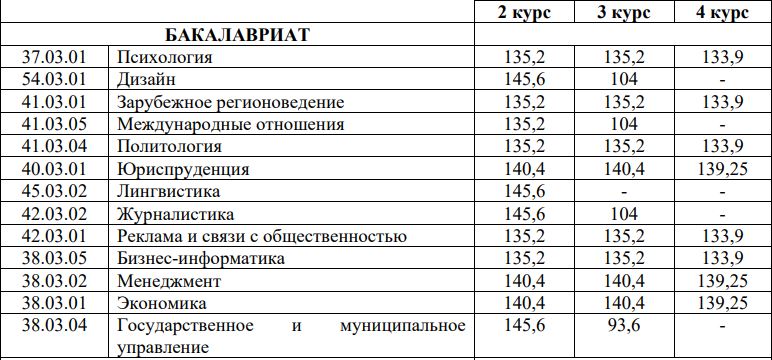 2 курс 3 курс 4 курс
БАКАЛАВРИАТ
37.03.01 Психология 135,2 135,2 133,9
54.03.01 Дизайн 145,6 104 -
41.03.01 Зарубежное регионоведение 135,2 135,2 133,9
41.03.05 Международные отношения 135,2 104 -
41.03.04 Политология 135,2 135,2 133,9
40.03.01 Юриспруденция 140,4 140,4 139,25
45.03.02 Лингвистика 145,6 - -
42.03.02 Журналистика 145,6 104 -
42.03.01 Реклама и связи с общественностью 135,2 135,2 133,9
38.03.05 Бизнес-информатика 135,2 135,2 133,9
38.03.02 Менеджмент 140,4 140,4 139,25
38.03.01 Экономика 140,4 140,4 139,25
38.03.04 Государственное и муниципальное 145,6 93,6 -
управление